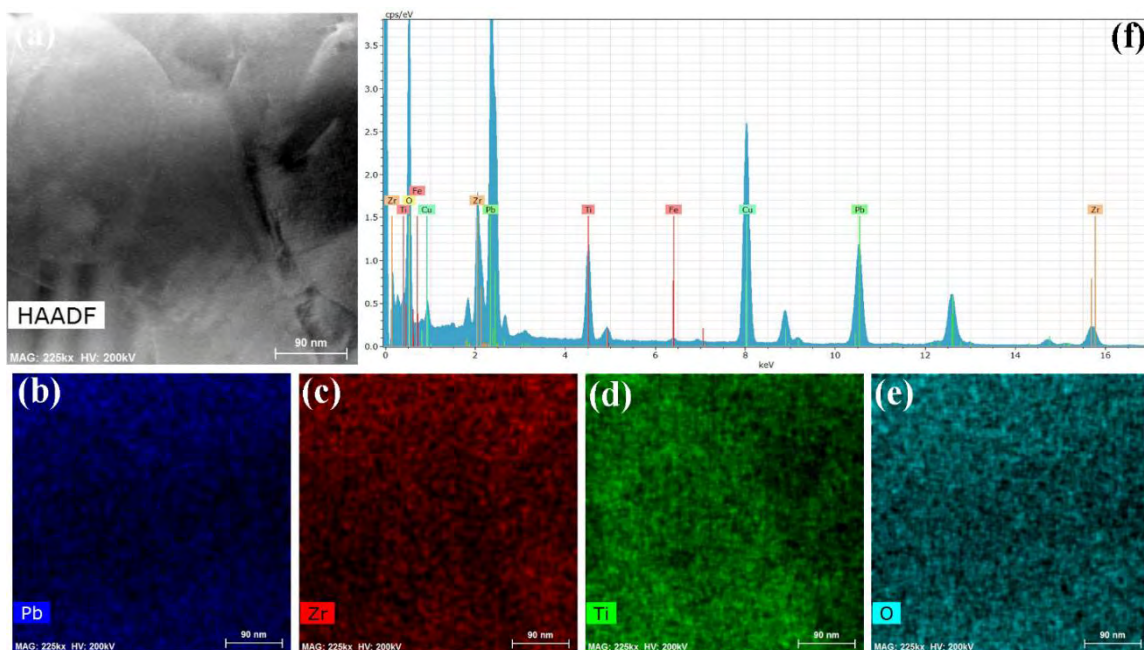 (a)
HAADF
MAG: 225kx HV: 200kV
90 nm
cps/eV
(f)
3.5
3.0
2.5
2.0
1.5
1.0
0.5
0.0
Zr Ti O Fe Cu Zr Pb Ti Fe Cu Pb Zr
0 2 4 6 8 10 12 14 16
keV
(b)
Pb
90 nm
MAG: 225kx HV: 200kV
(c)
Zr
90 nm
MAG: 225kx HV: 200kV
(d)
Ti
90 nm
MAG: 225kx HV: 200kV
(e)
O
90 nm
MAG: 225kx HV: 200kV